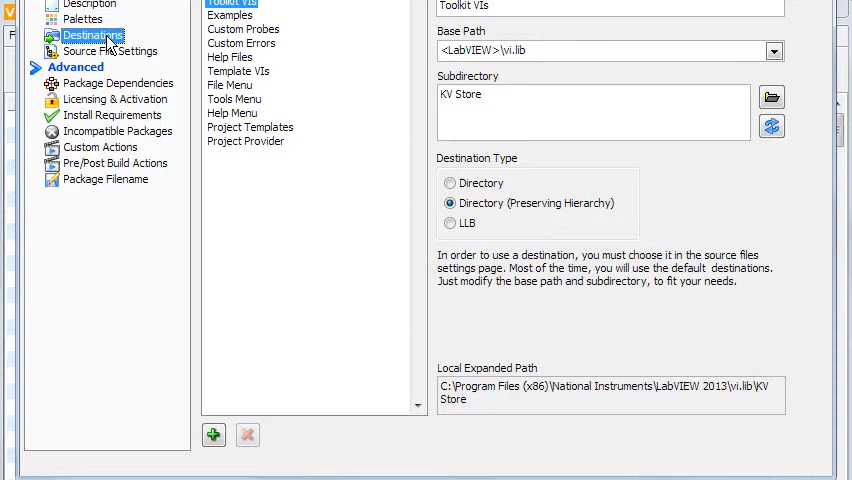 V
F
Description
Palettes
Destinations
Source File Settings
Advanced
Package Dependencies
Licensing & Activation
Install Requirements
Incompatible Packages
Custom Actions
Pre/Post Build Actions
Package Filename
Toolkit VIs
Examples
Custom Probes
Custom Errors
Help Files
Template VIs
File Menu
Tools Menu
Help Menu
Project Templates
Project Provider
Toolkit VIs
Base Path
<LabVIEW>\vi.lib
Subdirectory
KV Store
Destination Type
Directory
Directory (Preserving Hierarchy)
LLB
In order to use a destination, you must choose it in the source files
settings page. Most of the time, you will use the default destinations.
Just modify the base path and subdirectory, to fit your needs.
Local Expanded Path
C:\Program Files (x86)\National Instruments\LabVIEW 2013\vi.lib\KV
Store